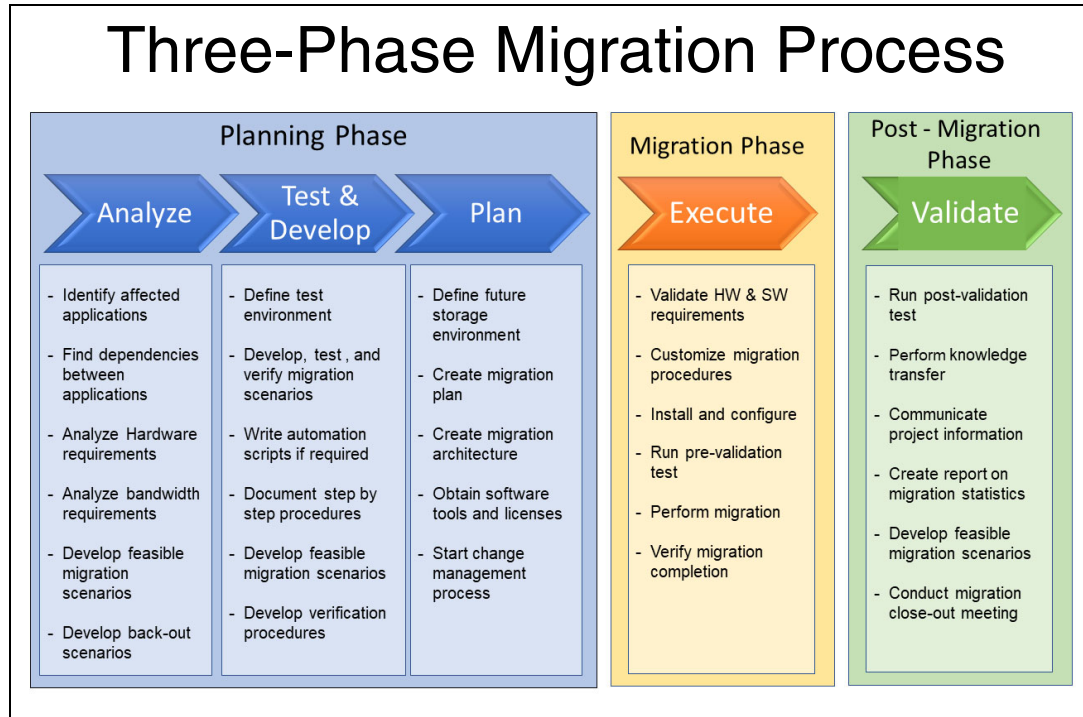 Three-Phase Migration Process
Planning Phase
Analyze
- Identify affected
applications
- Find dependencies
between
applications
- Analyze Hardware
requirements
- Analyze bandwidth
requirements
- Develop feasible
migration
scenarios
- Develop back-out
scenarios
Test &
Develop
- Define test
environment
- Develop, test , and
verify migration
scenarios
- Write automation
scripts if required
- Document step by
step procedures
- Develop feasible
migration scenarios
- Develop verification
procedures
Plan
- Define future
storage
environment
- Create migration
plan
- Create migration
architecture
- Obtain software
tools and licenses
- Start change
management
process
Migration Phase
Execute
- Validate HW & SW
requirements
- Customize migration
procedures
- Install and configure
- Run pre-validation
test
- Perform migration
- Verify migration
completion
Post - Migration
Phase
Validate
- Run post-validation
test
- Perform knowledge
transfer
- Communicate
project information
- Create report on
migration statistics
- Develop feasible
migration scenarios
- Conduct migration
close-out meeting